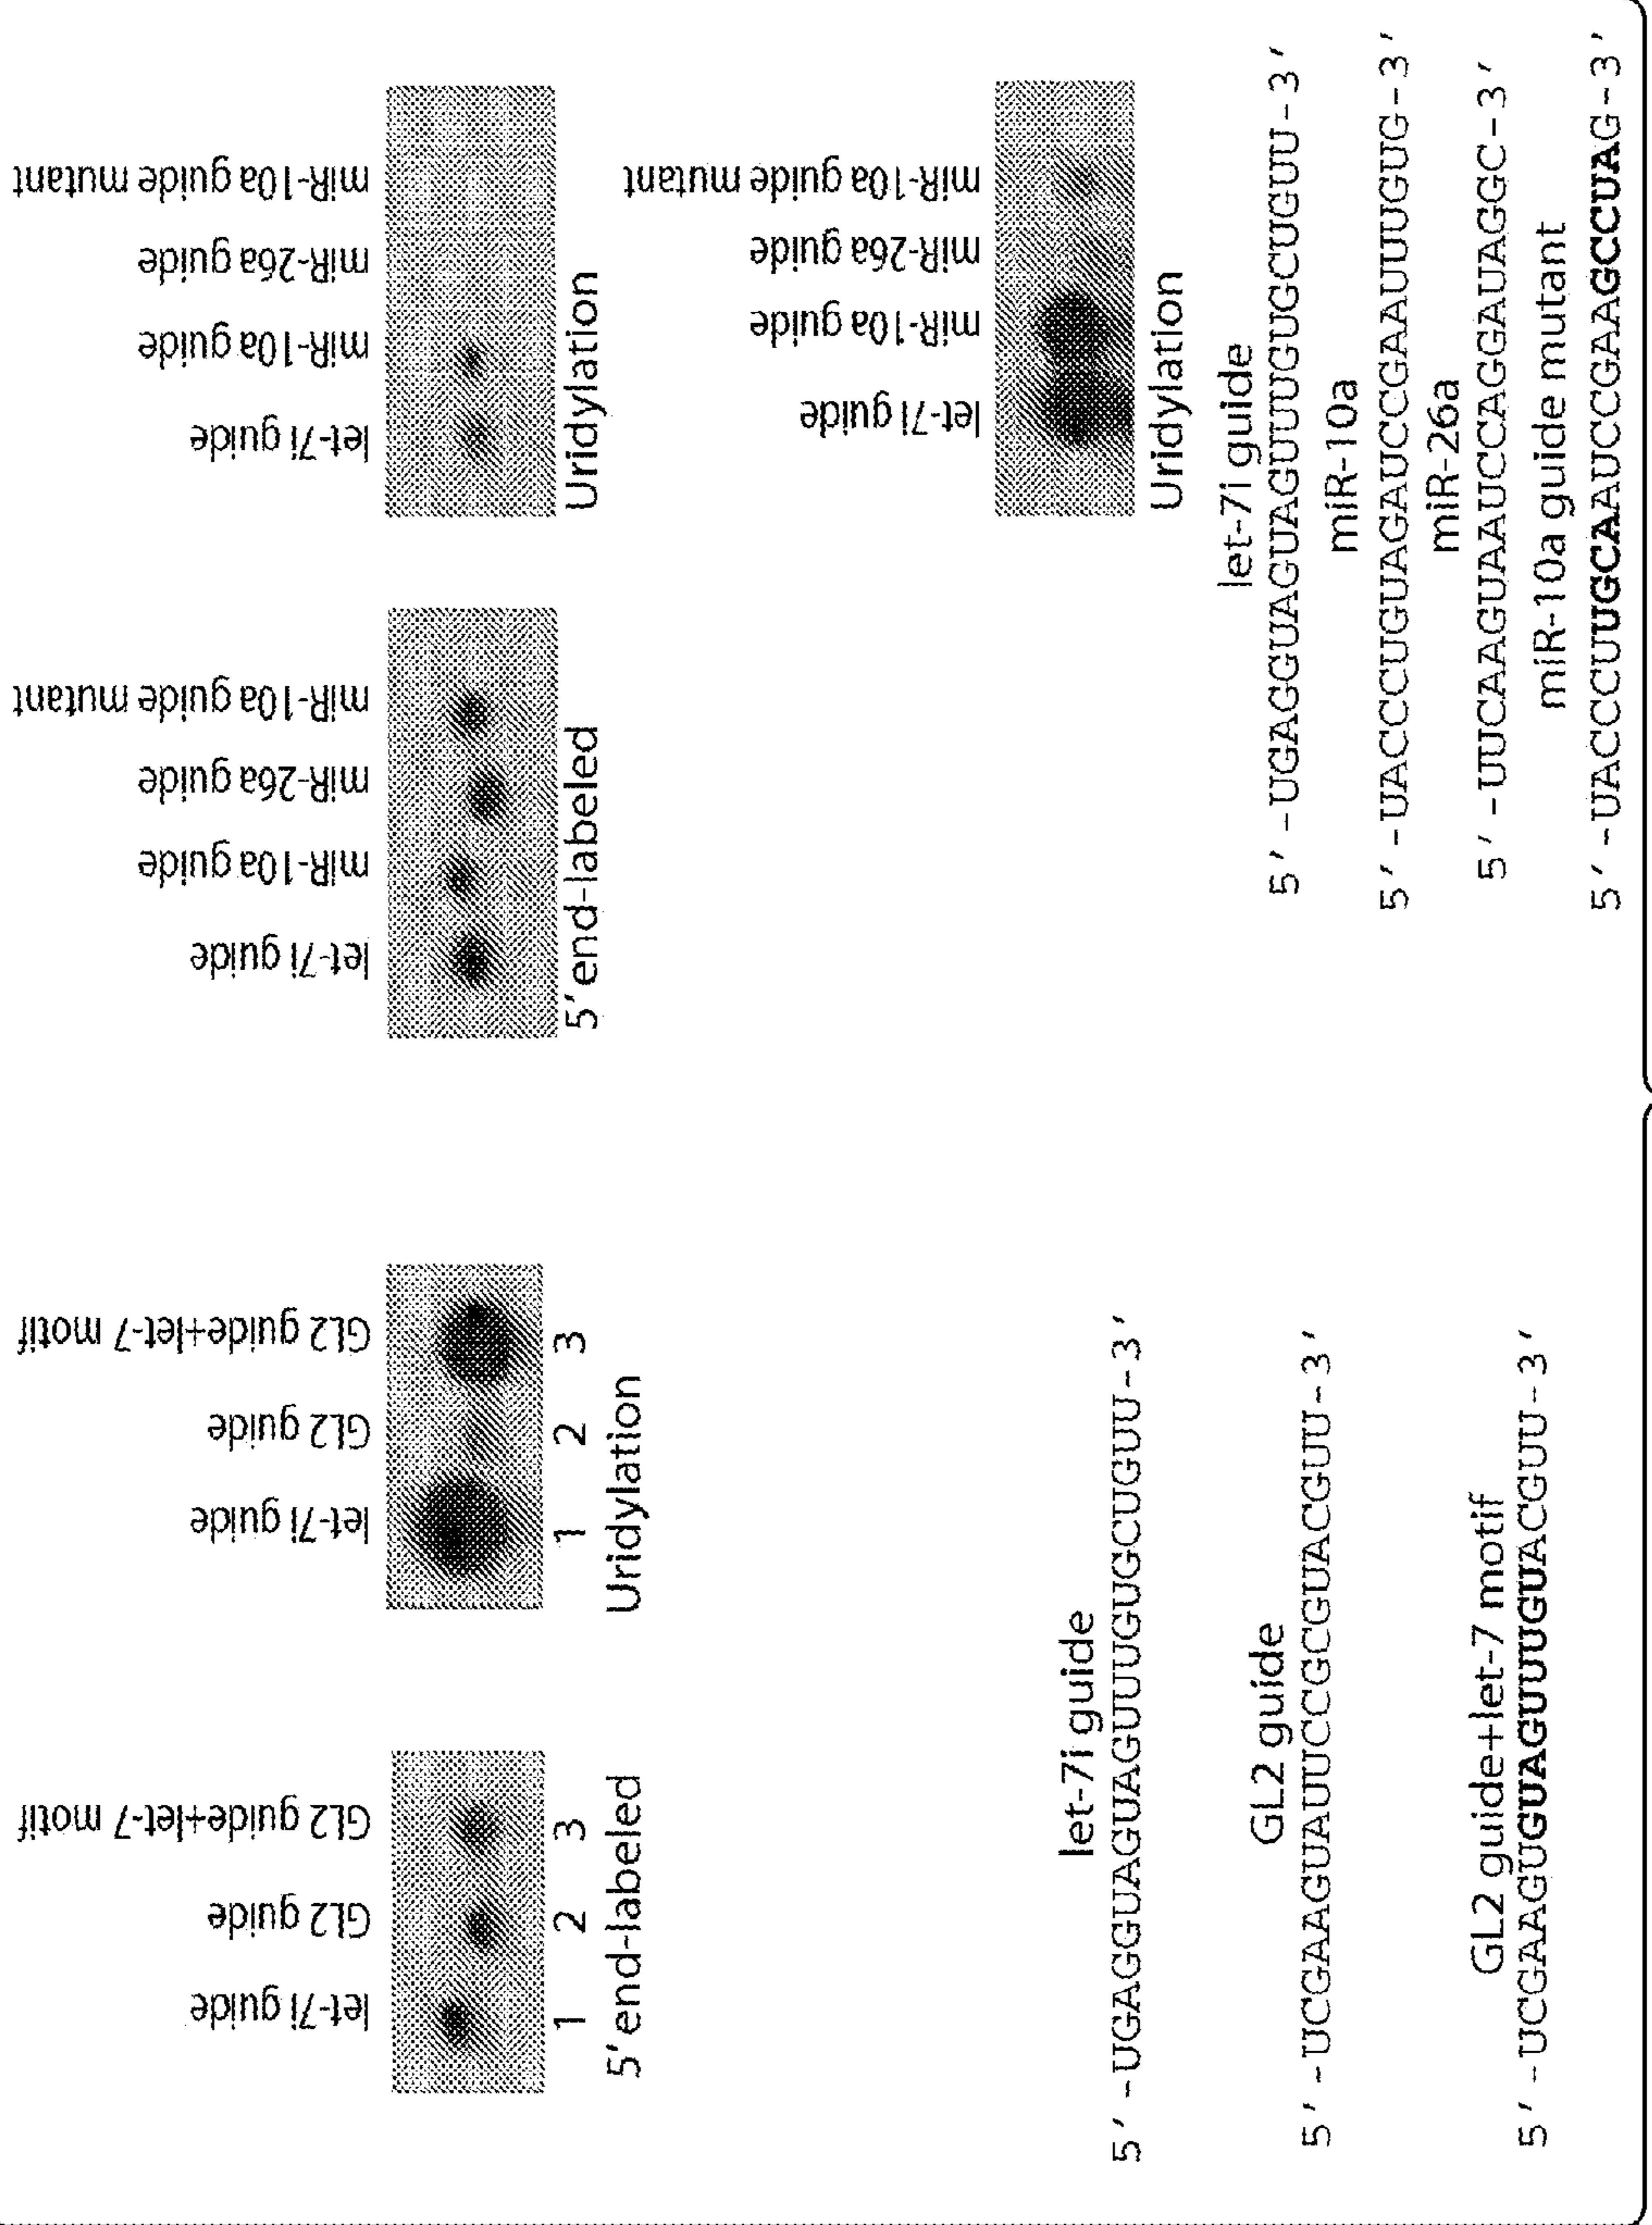 let-7i guide
GL2 guide
GL2 guide+let-7 motif
1 2 3
5' end-labeled
let-7i guide
GL2 guide
GL2 guide+let-7 motif
1 2 3
Uridylation
let-7i guide
5'-UGAGGUAGUAGUUUGUGCUGUU-3'
GL2 guide
5'-UCGAAGUAUUCCGCGUACGUU-3'
GL2 guide+let-7 motif
5'-UCGAAGUGUAGUUUGUACGUU-3'
let-7i guide
miR-10a guide
miR-26a guide
miR-10a guide mutant
5' end-labeled
let-7i guide
miR-10a guide
miR-26a guide
miR-10a guide mutant
Uridylation
let-7i guide
miR-10a guide
miR-26a guide
miR-10a guide mutant
Uridylation
let-7i guide
5'-UGAGGUAGUAGUUUGUGCUGUU-3'
miR-10a
5'-UACCCUGUAGAUCCGAAUUUGUG-3'
miR-26a
5'-UUCAAGUAAUCCAGGAUAGGC-3'
miR-10a guide mutant
5'-UACCCUUGCAAUCCGAAGCCUAG-3'